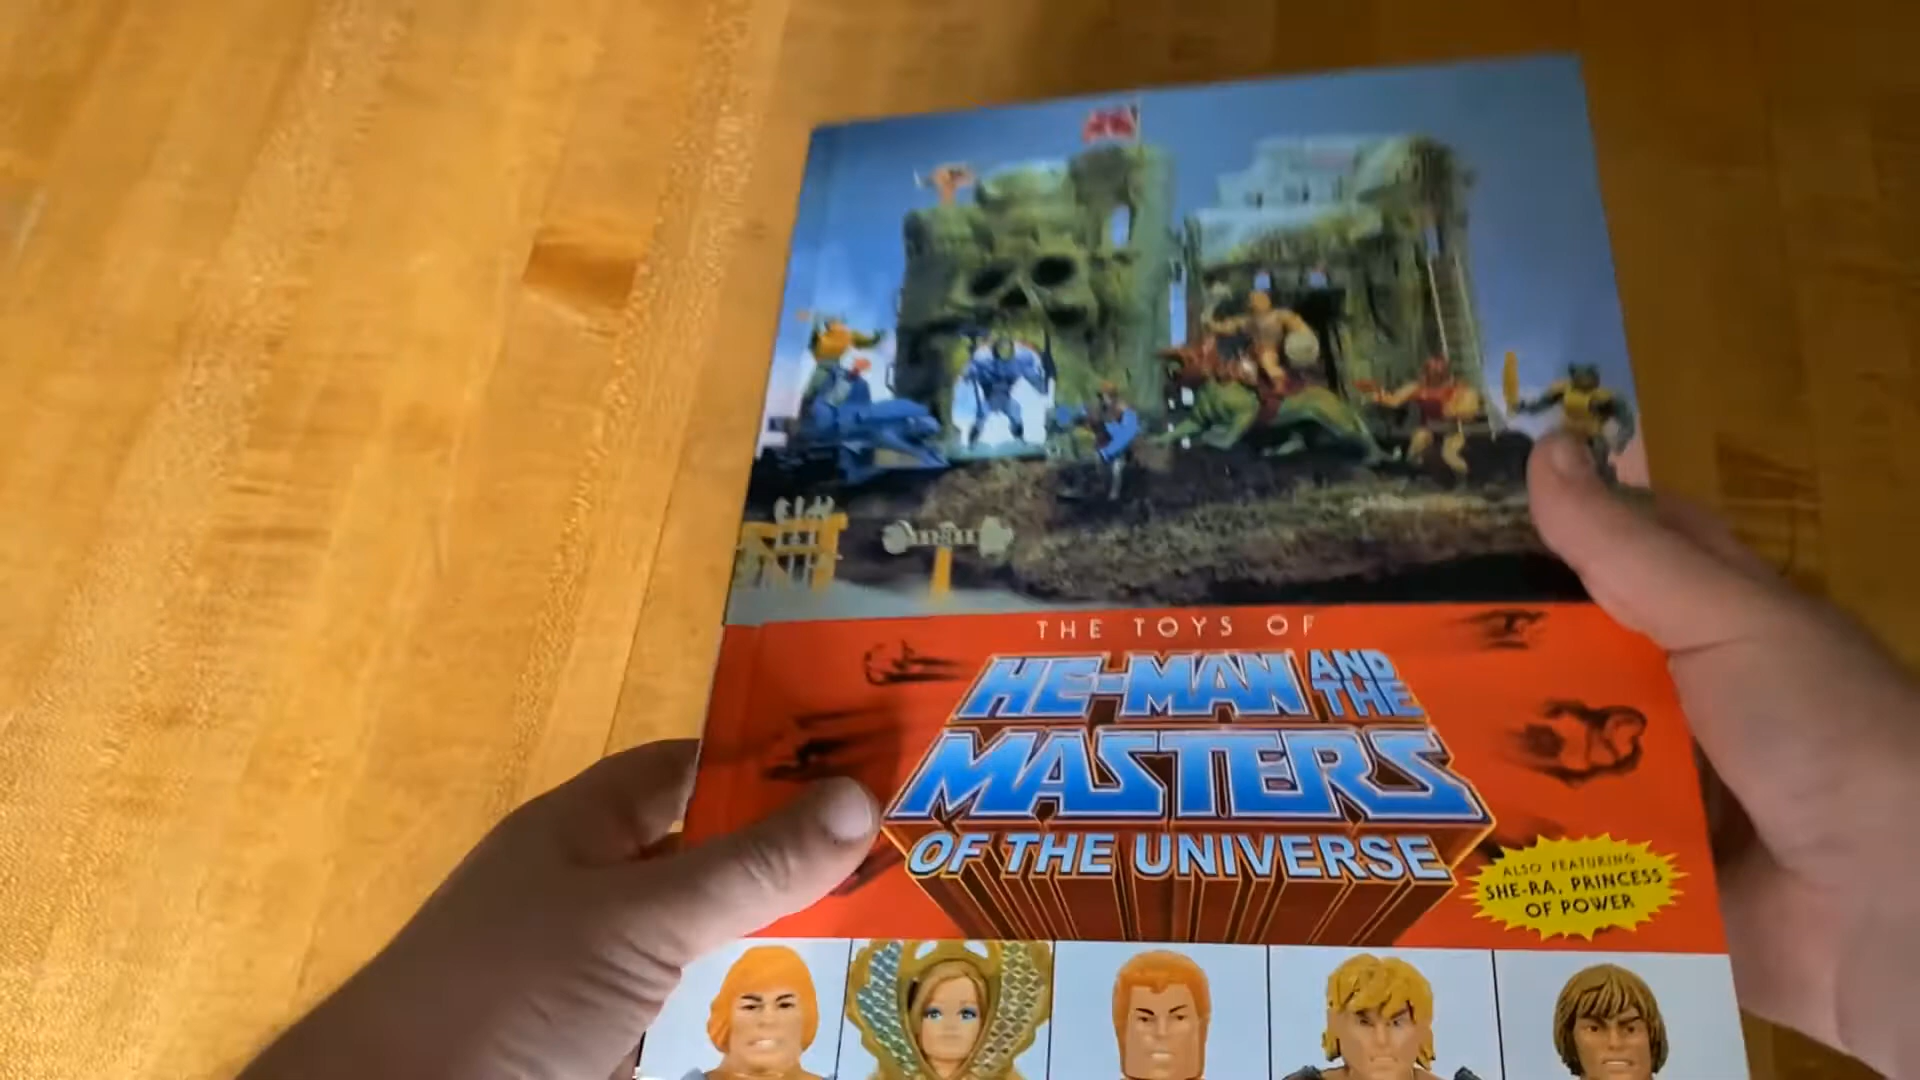 THE TOYS OF
HE-MAN AND THE
MASTERS
OF THE UNIVERSE
ALSO FEATURING
SHE-RA, PRINCESS
OF POWER